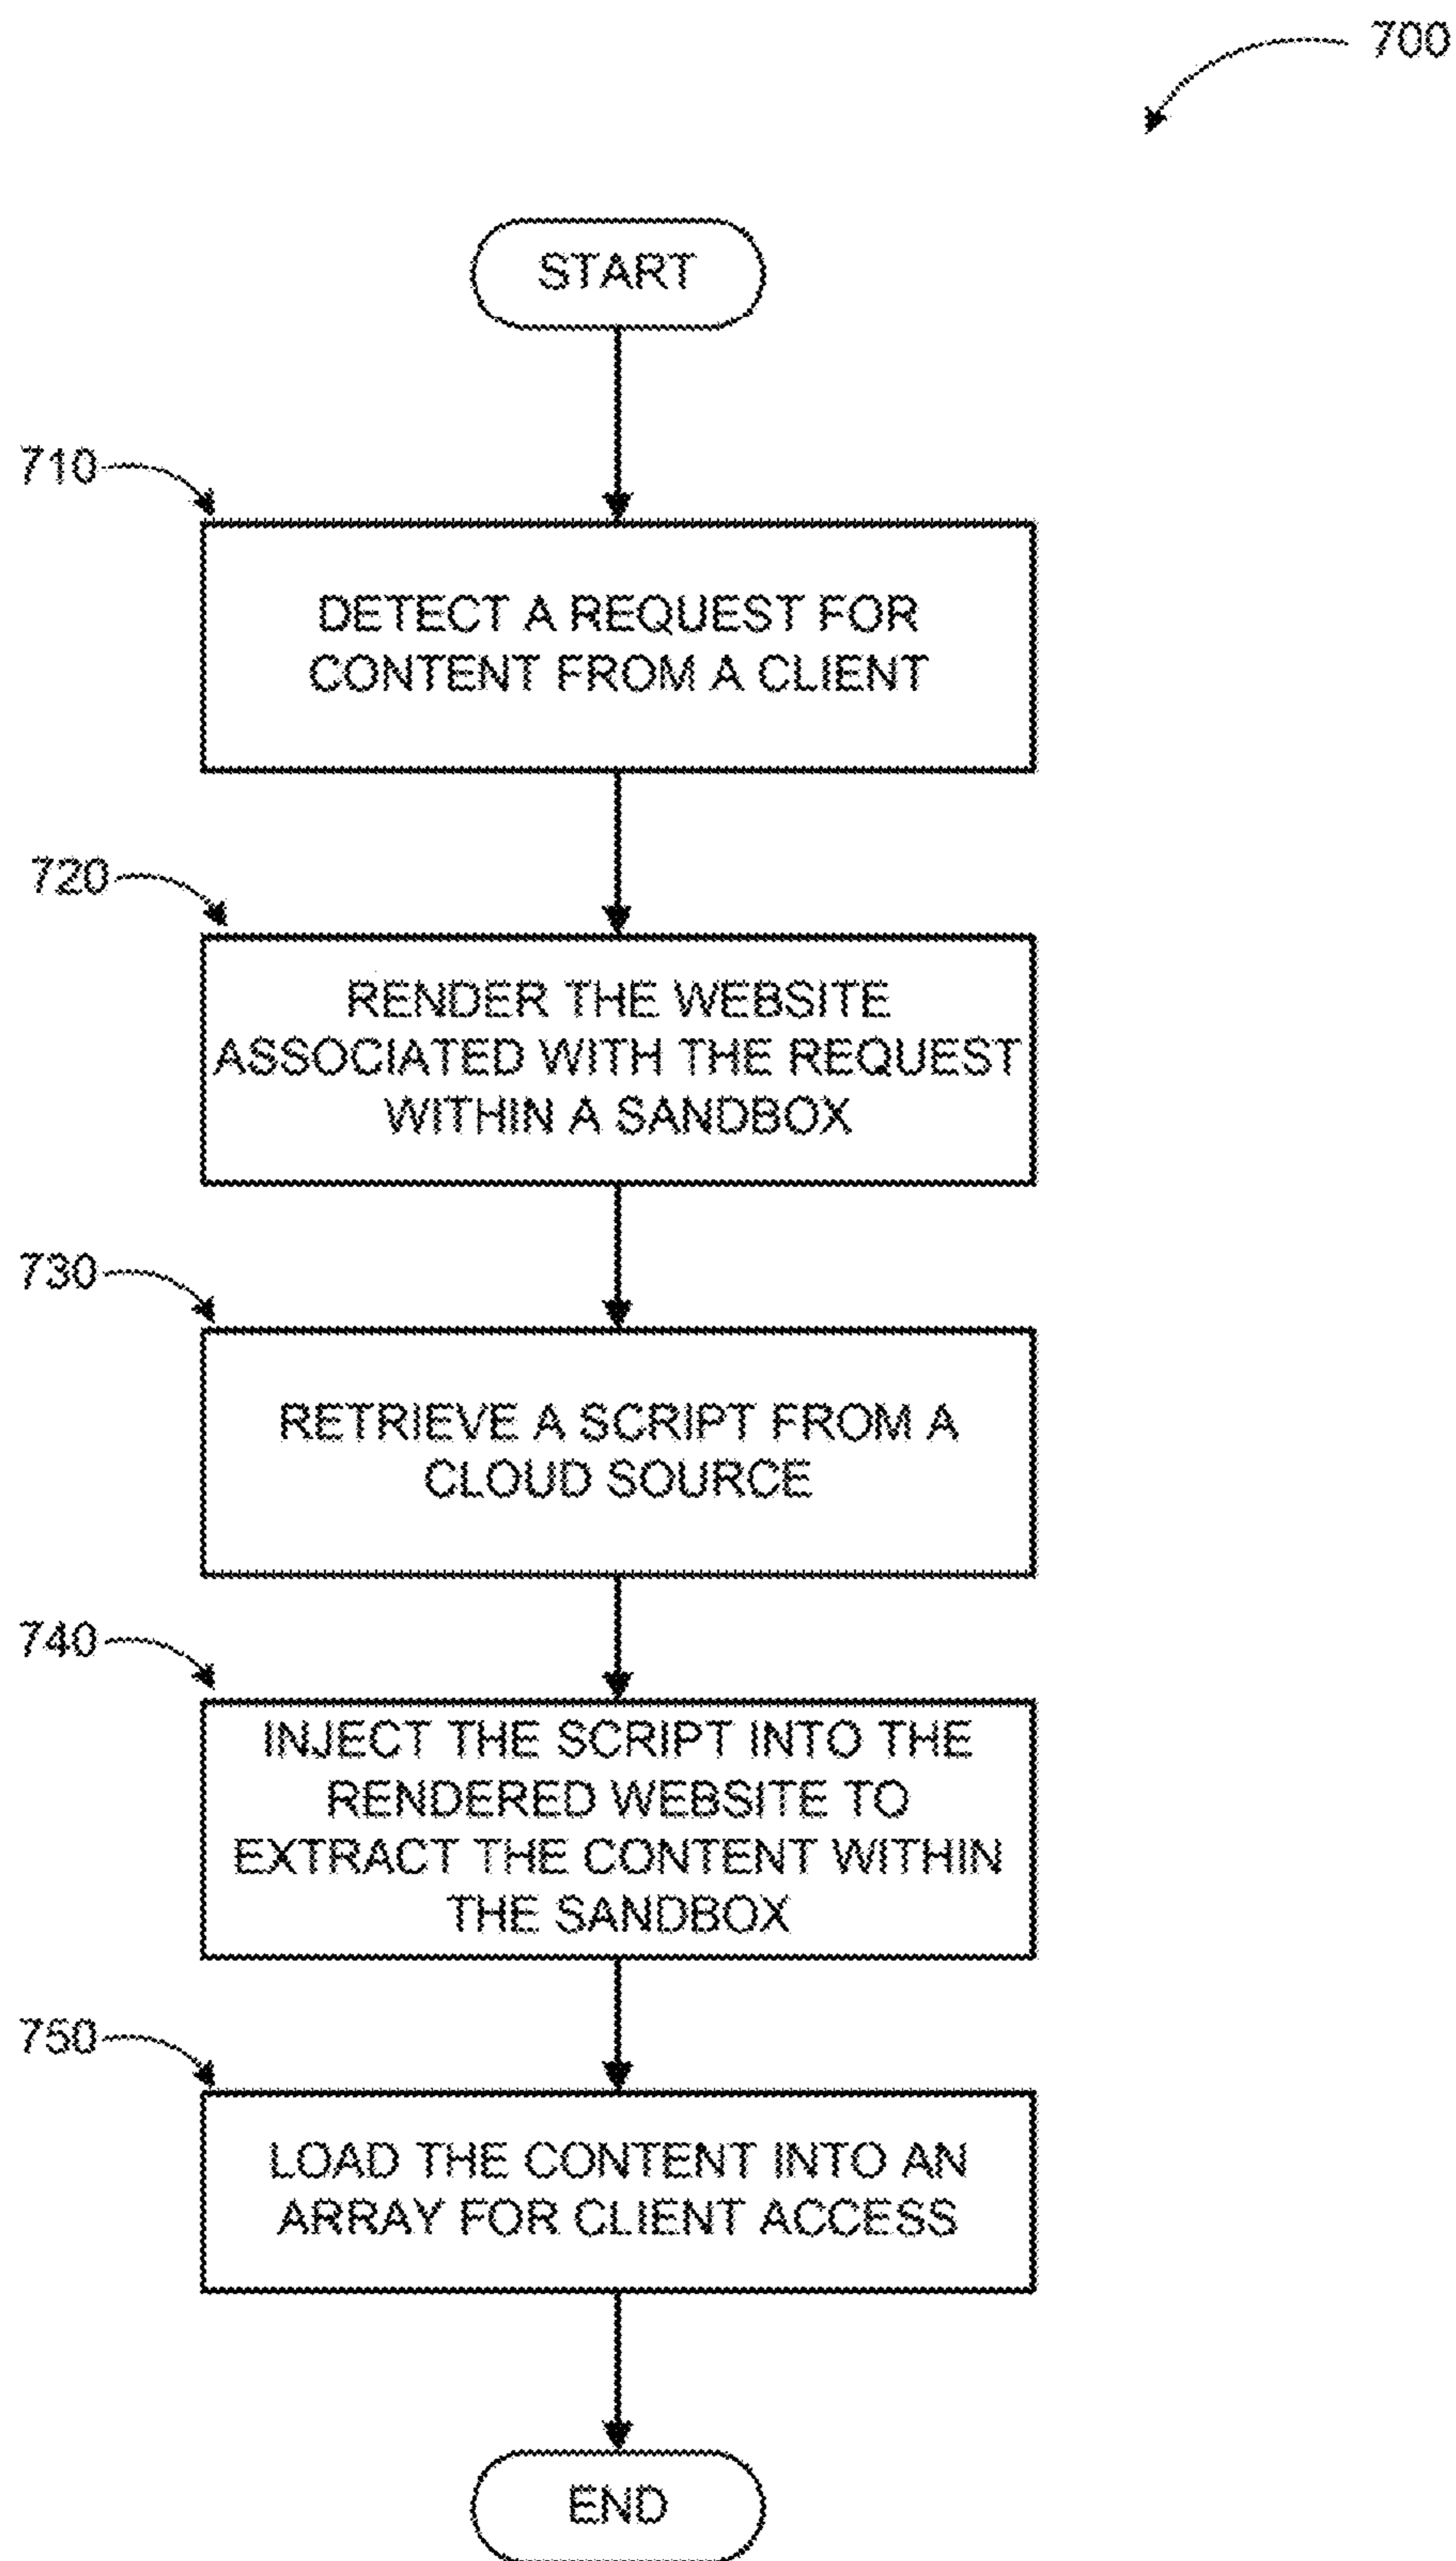 700
START
710
DETECT A REQUEST FOR
CONTENT FROM A CLIENT
720
RENDER THE WEBSITE
ASSOCIATED WITH THE REQUEST
WITHIN A SANDBOX
730
RETRIEVE A SCRIPT FROM A
CLOUD SOURCE
740
INJECT THE SCRIPT INTO THE
RENDERED WEBSITE TO
EXTRACT THE CONTENT WITHIN
THE SANDBOX
750
LOAD THE CONTENT INTO AN
ARRAY FOR CLIENT ACCESS
END